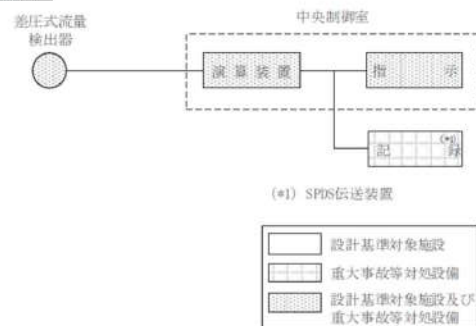 中央制御室
差圧式流量
検出器
演算装置
指示
記録
(*1)
(*1) SPDS伝送装置
設計基準対象施設
重大事故等対処設備
設計基準対象施設及び
重大事故等対処設備